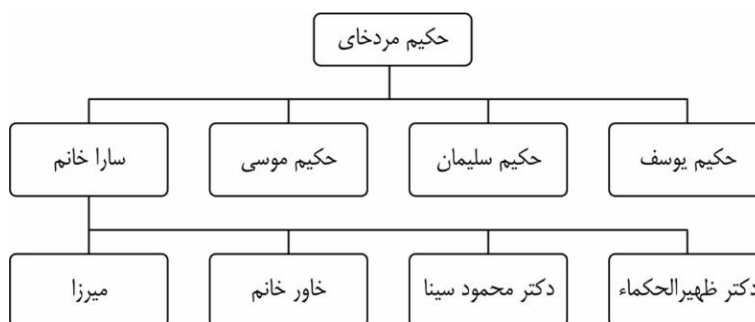 حکیم مردخای
حکیم یوسف
حکیم سلیمان
حکیم موسی
سارا خانم
دکتر ظهیرالحکماء
دکتر محمود سینا
خاور خانم
میرزا